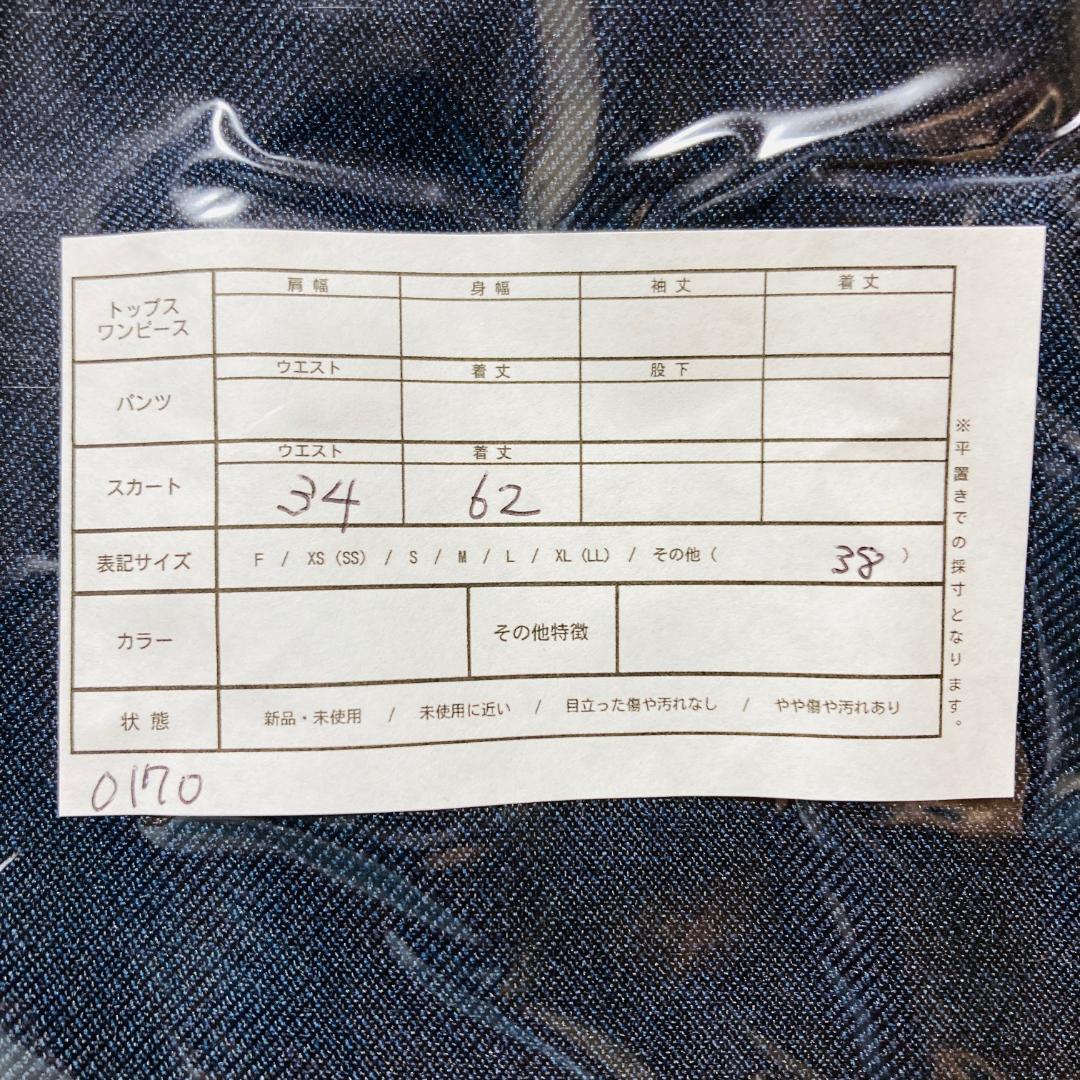 肩幅 身幅 袖丈 着丈
トップス
ワンピース
ウエスト 着丈 股下
パンツ
ウエスト 着丈
スカート 34 62
表記サイズ F / XS (SS) / S / M / L / XL (LL) / その他 ( 38 )
カラー その他特徴
状態 新品・未使用 / 未使用に近い / 目立った傷や汚れなし / やや傷や汚れあり
※平置きでの採寸となります。
0170